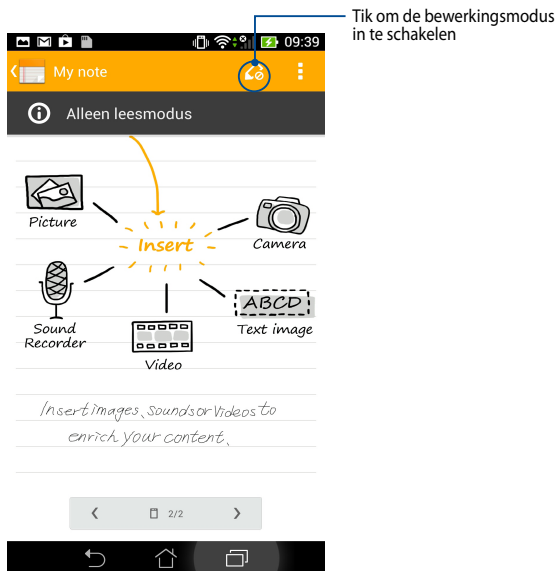 Tik om de bewerkingsmodus
in te schakelen
09:39
My note
Alleen leesmodus
Picture
Insert
Camera
Sound
Recorder
ABCD
Text image
Video
Insert images, sounds or Videos to
enrich your content.
2/2